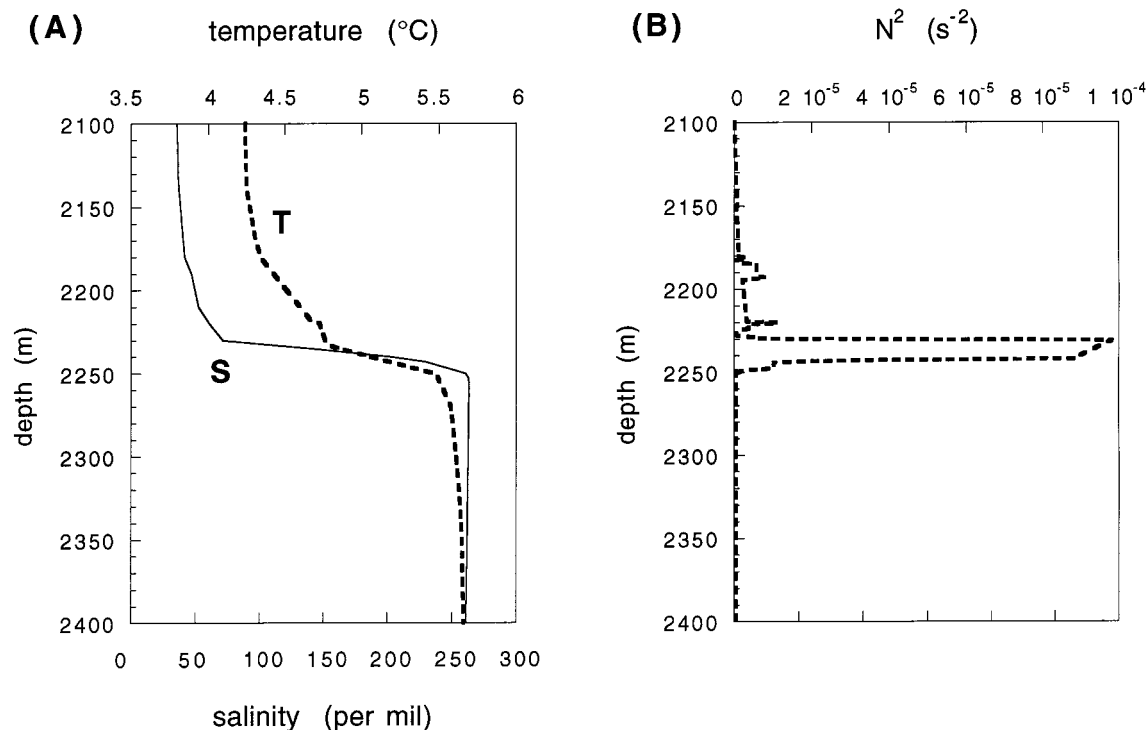 (A) temperature (°C)
3.5 4 4.5 5 5.5 6
2100
2150
2200
2250
2300
2350
2400
depth (m)
T
S
0 50 100 150 200 250 300
salinity (per mil)
(B) N² (s⁻²)
0 2 10⁻⁵ 4 10⁻⁵ 6 10⁻⁵ 8 10⁻⁵ 1 10⁻⁴
2100
2150
2200
2250
2300
2350
2400
depth (m)